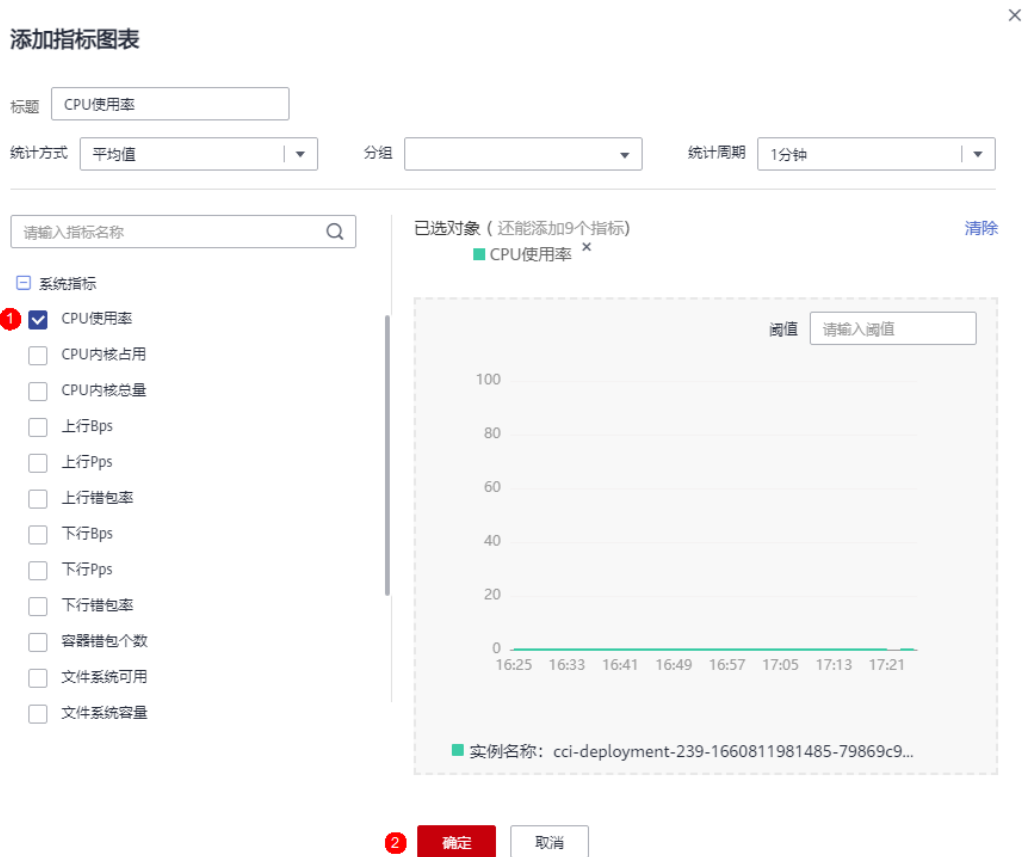 添加指标图表
标题 CPU使用率
统计方式 平均值 分组 统计周期 1分钟
请输入指标名称
系统指标
1 CPU使用率
CPU内核占用
CPU内核总量
上行Bps
上行Pps
上行错包率
下行Bps
下行Pps
下行错包率
容器错包个数
文件系统可用
文件系统容量
已选对象 ( 还能添加9个指标) 清除
CPU使用率
阈值 请输入阈值
100
80
60
40
20
0
16:25 16:33 16:41 16:49 16:57 17:05 17:13 17:21
实例名称：cci-deployment-239-1660811981485-79869c9...
2 确定 取消